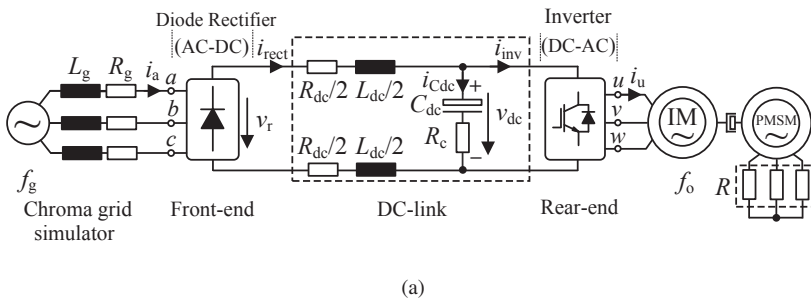 Diode Rectifier
(AC-DC)
i_rect
i_inv
Inverter
(DC-AC)
L_g R_g i_a a
b
c
v_r
R_dc/2 L_dc/2
i_Cdc +
C_dc
R_c
v_dc
−
R_dc/2 L_dc/2
u i_u
v
w
IM
PMSM
f_g
f_o
R
Chroma grid
simulator
Front-end
DC-link
Rear-end
(a)